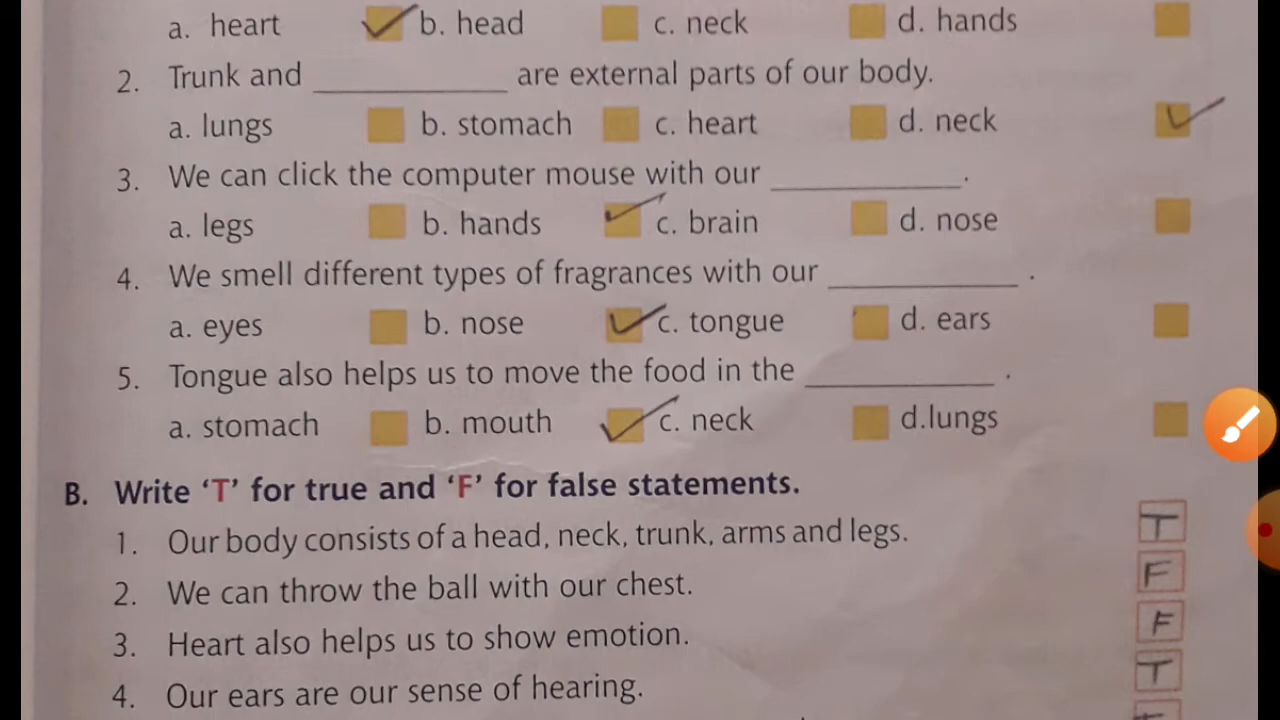 a. heart b. head c. neck d. hands
2. Trunk and ____________ are external parts of our body.
a. lungs b. stomach c. heart d. neck
3. We can click the computer mouse with our ____________.
a. legs b. hands c. brain d. nose
4. We smell different types of fragrances with our ____________ .
a. eyes b. nose c. tongue d. ears
5. Tongue also helps us to move the food in the ____________ .
a. stomach b. mouth c. neck d.lungs
B. Write ‘T’ for true and ‘F’ for false statements.
1. Our body consists of a head, neck, trunk, arms and legs. T
2. We can throw the ball with our chest. F
3. Heart also helps us to show emotion. F
4. Our ears are our sense of hearing. T